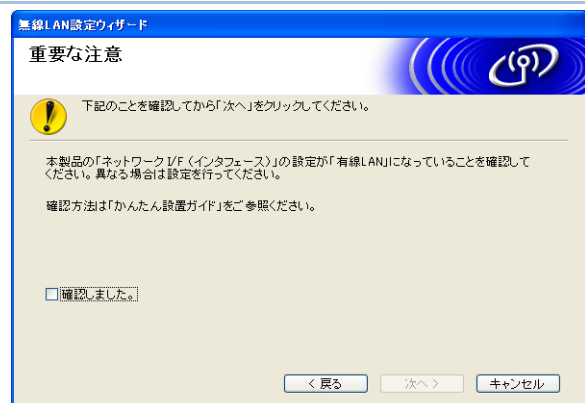 無線LAN設定ウィザード
重要な注意
下記のことを確認してから「次へ」をクリックしてください。
本製品の「ネットワークI/F（インタフェース）」の設定が「有線LAN」になっていることを確認して
ください。異なる場合は設定を行ってください。
確認方法は「かんたん設置ガイド」をご参照ください。
確認しました。
< 戻る 次へ > キャンセル